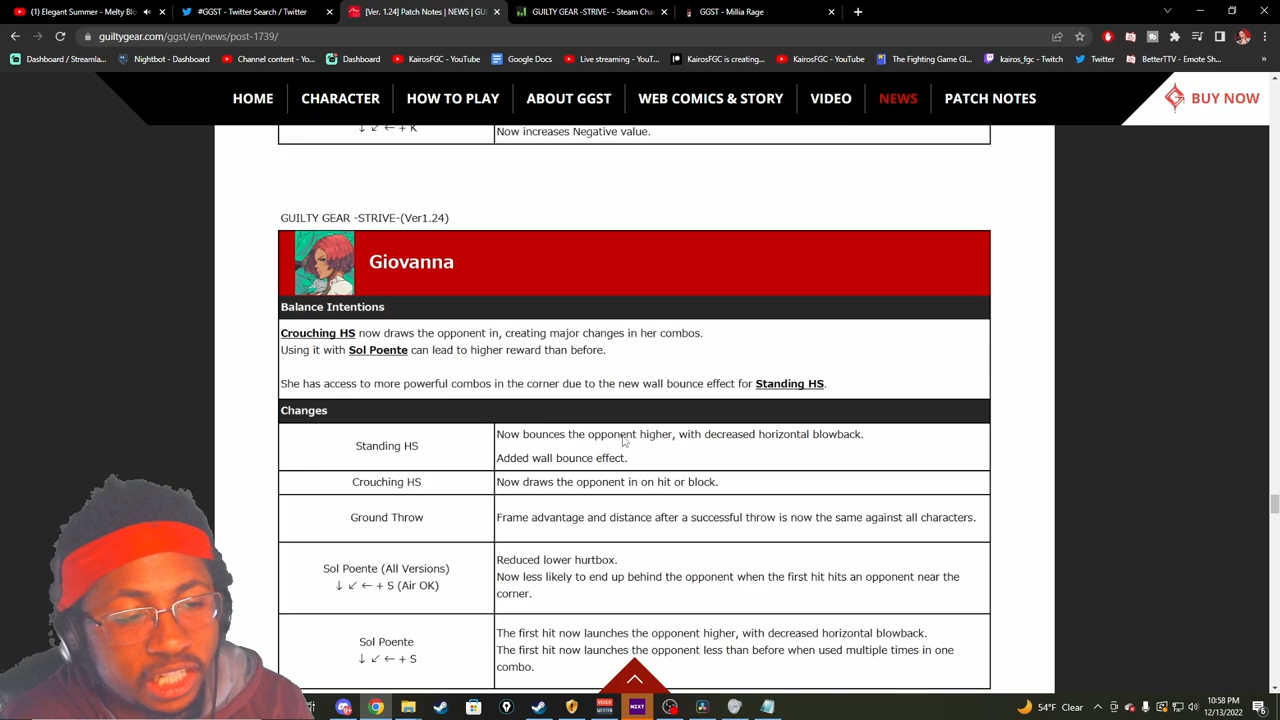 (1) Melty Blo
#GGST - Twitter Search / Twitter
[Ver. 1.24] Patch Notes | NEWS | GU
GUILTY GEAR -STRIVE- - Steam Cha
GGST - Millia Rage
guiltygear.com/ggst/en/news/post-1739/
Dashboard / Streamla...
Nightbot - Dashboard
Channel content - Yo...
Dashboard
KairosFGC - YouTube
Google Docs
Live streaming - YouT...
KairosFGC is creating...
KairosFGC - YouTube
The Fighting Game Gl...
kairos_fgc - Twitch
Twitter
BetterTTV — Emote Sh...
HOME
CHARACTER
HOW TO PLAY
ABOUT GGST
WEB COMICS & STORY
VIDEO
NEWS
PATCH NOTES
BUY NOW
↓ ↙ ← + K
Now increases Negative value.
GUILTY GEAR -STRIVE-(Ver1.24)
Giovanna
Balance Intentions
Crouching HS now draws the opponent in, creating major changes in her combos.
Using it with Sol Poente can lead to higher reward than before.
She has access to more powerful combos in the corner due to the new wall bounce effect for Standing HS.
Changes
Standing HS
Now bounces the opponent higher, with decreased horizontal blowback.
Added wall bounce effect.
Crouching HS
Now draws the opponent in on hit or block.
Ground Throw
Frame advantage and distance after a successful throw is now the same against all characters.
Sol Poente (All Versions)
↓ ↙ ← + S (Air OK)
Reduced lower hurtbox.
Now less likely to end up behind the opponent when the first hit hits an opponent near the
corner.
Sol Poente
↓ ↙ ← + S
The first hit now launches the opponent higher, with decreased horizontal blowback.
The first hit now launches the opponent less than before when used multiple times in one
combo.
NZXT
54°F Clear
10:58 PM
12/13/2022